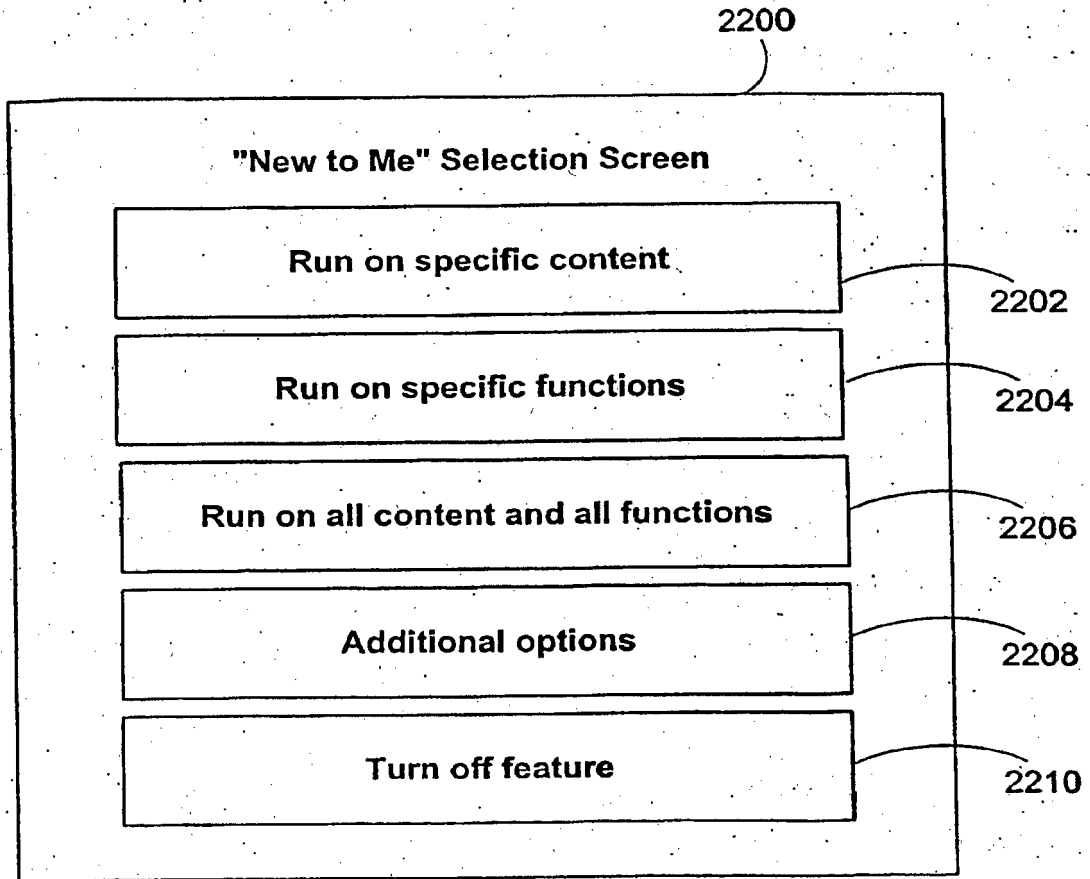 2200
"New to Me" Selection Screen
Run on specific content
2202
Run on specific functions
2204
Run on all content and all functions
2206
Additional options
2208
Turn off feature
2210